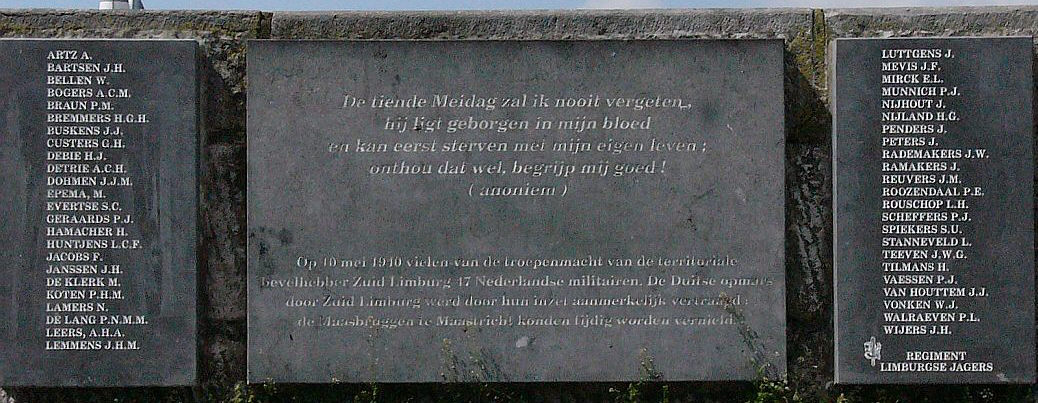 ARTZ A.
BARTSEN J.H.
BELLEN W.
BOGERS A.C.M.
BRAUN P.M.
BREMMERS H.G.H.
BUSKENS J.J.
CUSTERS G.H.
DEBIE H.J.
DETRIE A.C.H.
DOHMEN J.J.M.
EPEMA, M.
EVERTSE S.C.
GERAARDS P.J.
HAMACHER H.
HUNTJENS L.C.F.
JACOBS F.
JANSSEN J.H.
DE KLERK M.
KOTEN P.H.M.
LAMERS N.
DE LANG P.N.M.M.
LEERS, A.H.A.
LEMMENS J.H.M.
De tiende Meidag zal ik nooit vergeten,
hij ligt geborgen in mijn bloed
en kan eerst sterven met mijn eigen leven ;
onthou dat wel, begrijp mij goed !
( anoniem )
Op 10 mei 1940 vielen van de troepenmacht van de territoriale
bevelhebber Zuid Limburg 47 Nederlandse militairen. De Duitse opmars
door Zuid Limburg werd door hun inzet aanmerkelijk vertraagd ;
de Maasbruggen te Maastricht konden tijdig worden vernield.
LUTTGENS J.
MEVIS J.F.
MIRCK E.L.
MUNNICH P.J.
NIJHOUT J.
NIJLAND H.G.
PENDERS J.
PETERS J.
RADEMAKERS J.W.
RAMAKERS J.
REUVERS J.M.
ROOZENDAAL P.E.
ROUSCHOP L.H.
SCHEFFERS P.J.
SPIEKERS S.U.
STANNEVELD L.
TEEVEN J.W.G.
TILMANS H.
VAESSEN P.J.
VAN HOUTTEM J.J.
VONKEN W.J.
WALRAEVEN P.L.
WIJERS J.H.
REGIMENT
LIMBURGSE JAGERS